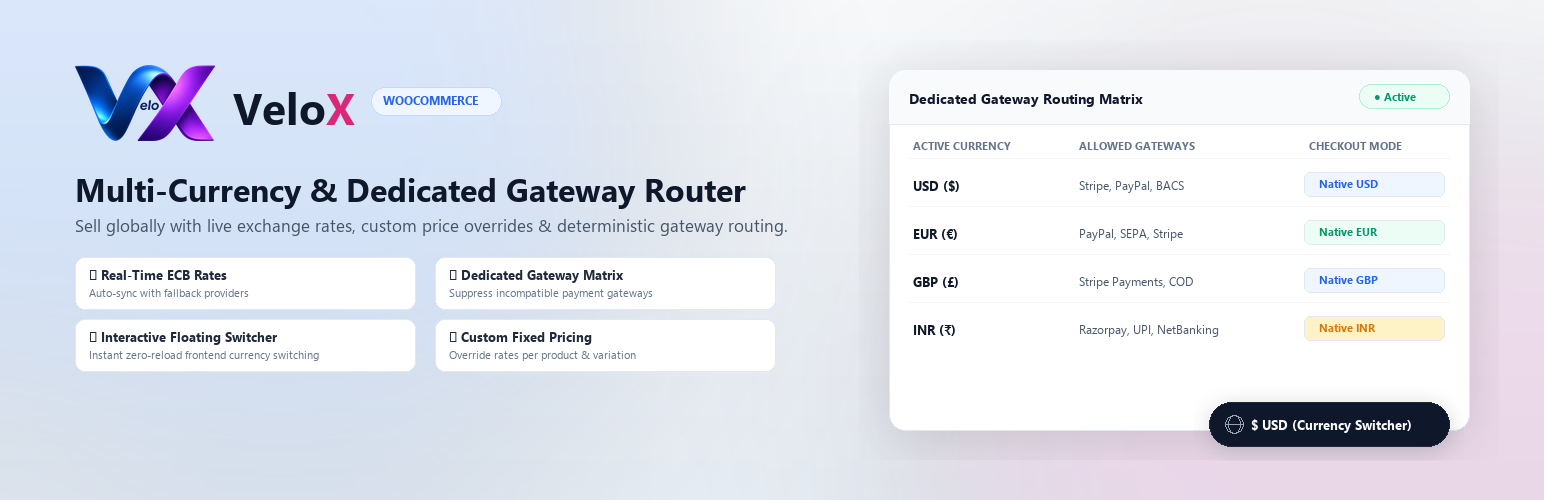 elo
VeloX
WOOCOMMERCE
Multi-Currency & Dedicated Gateway Router
Sell globally with live exchange rates, custom price overrides & deterministic gateway routing.
Real-Time ECB Rates
Auto-sync with fallback providers
Dedicated Gateway Matrix
Suppress incompatible payment gateways
Interactive Floating Switcher
Instant zero-reload frontend currency switching
Custom Fixed Pricing
Override rates per product & variation
Dedicated Gateway Routing Matrix
● Active
ACTIVE CURRENCY ALLOWED GATEWAYS CHECKOUT MODE
USD ($) Stripe, PayPal, BACS Native USD
EUR (€) PayPal, SEPA, Stripe Native EUR
GBP (£) Stripe Payments, COD Native GBP
INR (₹) Razorpay, UPI, NetBanking Native INR
$ USD (Currency Switcher)